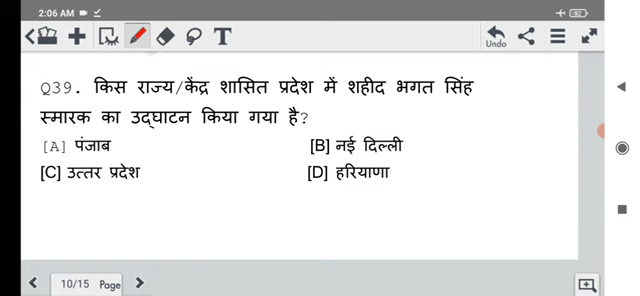 2:06 AM
52
T
Undo
Q39. किस राज्य/केंद्र शासित प्रदेश में शहीद भगत सिंह
स्मारक का उद्घाटन किया गया है?
[A] पंजाब [B] नई दिल्ली
[C] उत्तर प्रदेश [D] हरियाणा
10/15 Page